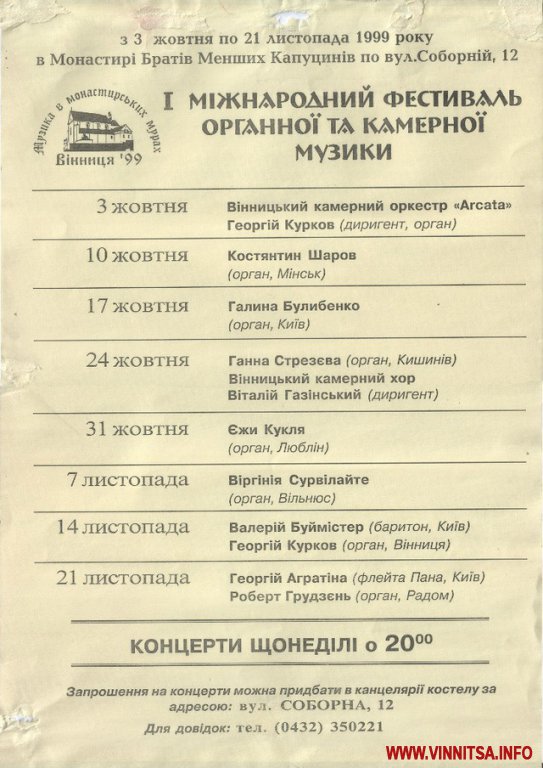 з 3 жовтня по 21 листопада 1999 року
в Монастирі Братів Менших Капуцинів по вул.Соборній, 12
Музика в монастирських мурах
Вінниця '99
I МІЖНАРОДНИЙ ФЕСТИВАЛЬ
ОРГАННОЇ ТА КАМЕРНОЇ
МУЗИКИ
3 жовтня Вінницький камерний оркестр «Arcata»
Георгій Курков (диригент, орган)
10 жовтня Костянтин Шаров
(орган, Мінськ)
17 жовтня Галина Булибенко
(орган, Київ)
24 жовтня Ганна Стрезєва (орган, Кишинів)
Вінницький камерний хор
Віталій Газінський (диригент)
31 жовтня Єжи Кукля
(орган, Люблін)
7 листопада Віргінія Сурвілайте
(орган, Вільнюс)
14 листопада Валерій Буймістер (баритон, Київ)
Георгій Курков (орган, Вінниця)
21 листопада Георгій Агратіна (флейта Пана, Київ)
Роберт Грудзєнь (орган, Радом)
КОНЦЕРТИ ЩОНЕДІЛІ о 20⁰⁰
Запрошення на концерти можна придбати в канцелярії костелу за
адресою: вул. СОБОРНА, 12
Для довідок: тел. (0432) 350221
WWW.VINNITSA.INFO